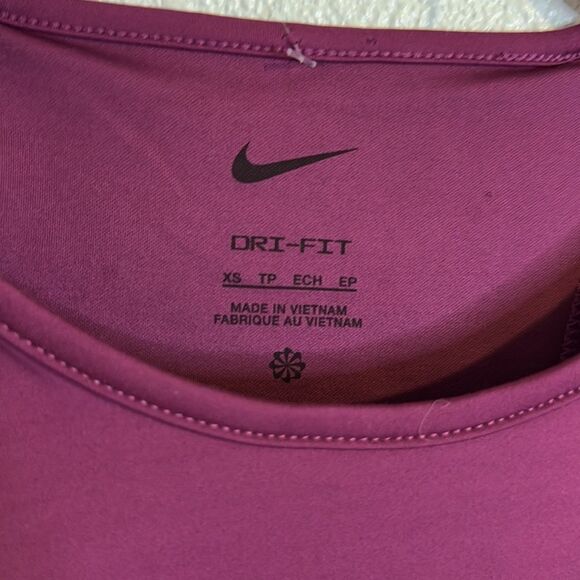 DRI-FIT
XS TP ECH EP
MADE IN VIETNAM
FABRIQUE AU VIETNAM